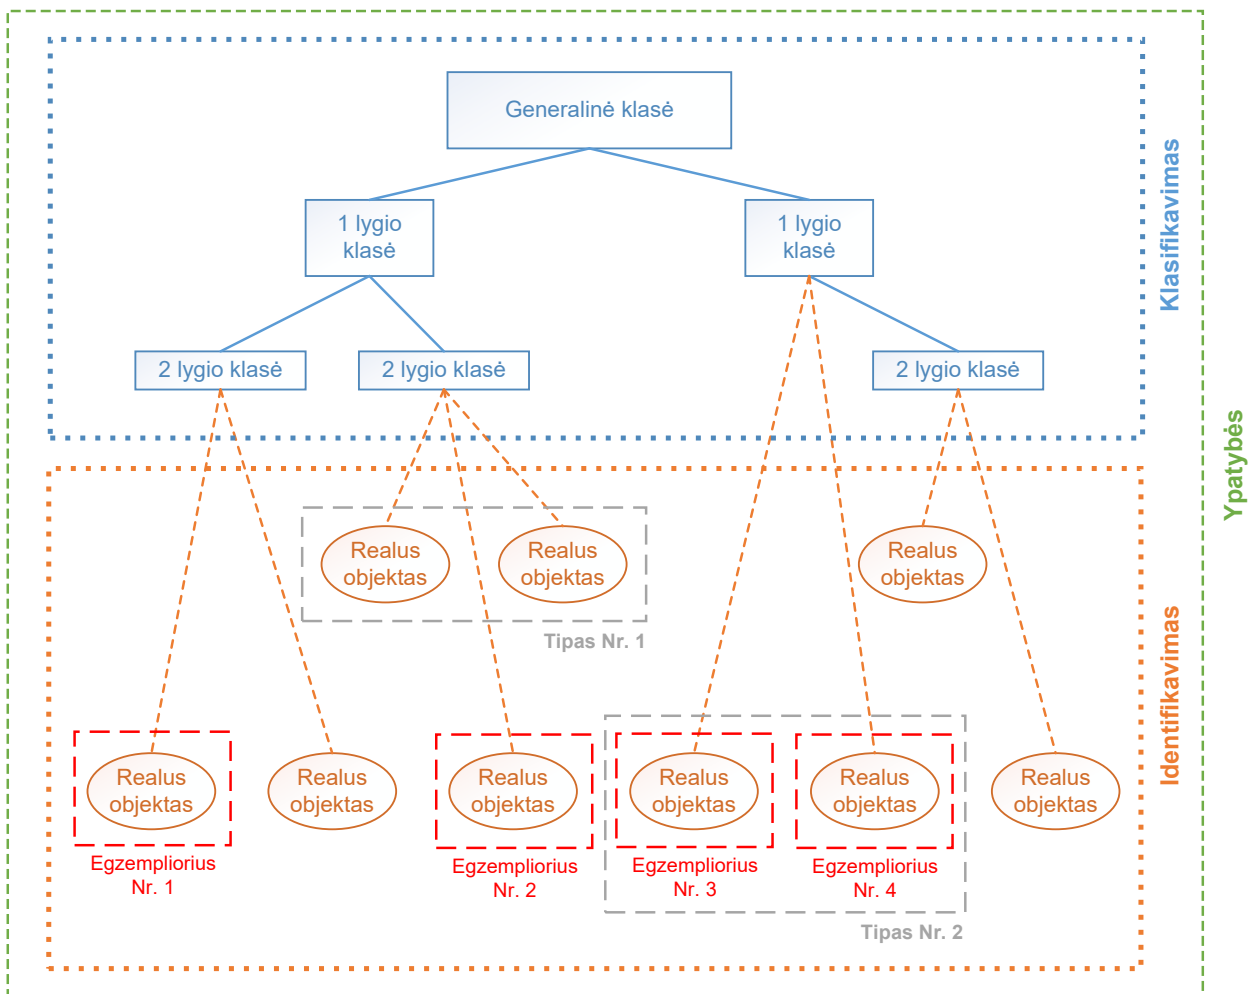 Generalinė klasė
1 lygio
klasė
1 lygio
klasė
2 lygio klasė
2 lygio klasė
2 lygio klasė
Klasifikavimas
Ypatybės
Realus
objektas
Realus
objektas
Realus
objektas
Tipas Nr. 1
Identifikavimas
Realus
objektas
Realus
objektas
Realus
objektas
Realus
objektas
Realus
objektas
Realus
objektas
Egzempliorius
Nr. 1
Egzempliorius
Nr. 2
Egzempliorius
Nr. 3
Egzempliorius
Nr. 4
Tipas Nr. 2